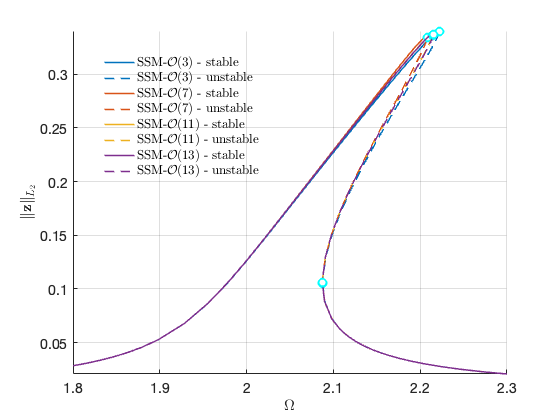 SSM-𝒪(3) - stable
SSM-𝒪(3) - unstable
SSM-𝒪(7) - stable
SSM-𝒪(7) - unstable
SSM-𝒪(11) - stable
SSM-𝒪(11) - unstable
SSM-𝒪(13) - stable
SSM-𝒪(13) - unstable
0.3
0.25
0.2
0.15
0.1
0.05
||z||_{L_2}
1.8 1.9 2 2.1 2.2 2.3
Ω